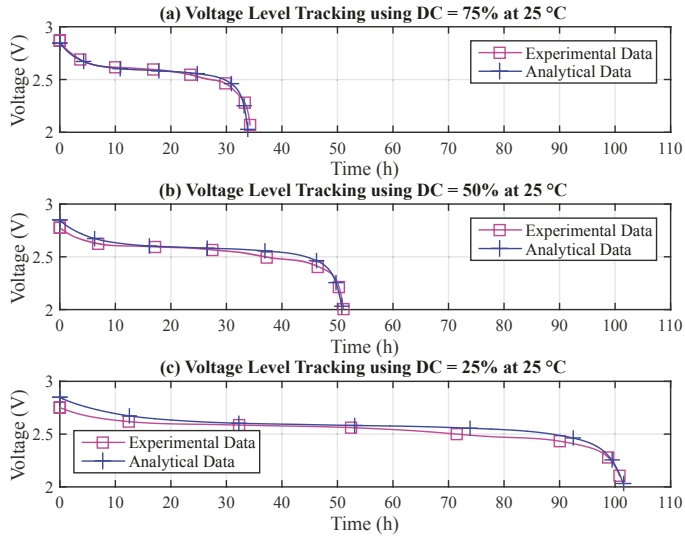 (a) Voltage Level Tracking using DC = 75% at 25 °C
3
2.5
2
Voltage (V)
Experimental Data
Analytical Data
0 10 20 30 40 50 60 70 80 90 100 110
Time (h)
(b) Voltage Level Tracking using DC = 50% at 25 °C
3
2.5
2
Voltage (V)
Experimental Data
Analytical Data
0 10 20 30 40 50 60 70 80 90 100 110
Time (h)
(c) Voltage Level Tracking using DC = 25% at 25 °C
3
2.5
2
Voltage (V)
Experimental Data
Analytical Data
0 10 20 30 40 50 60 70 80 90 100 110
Time (h)